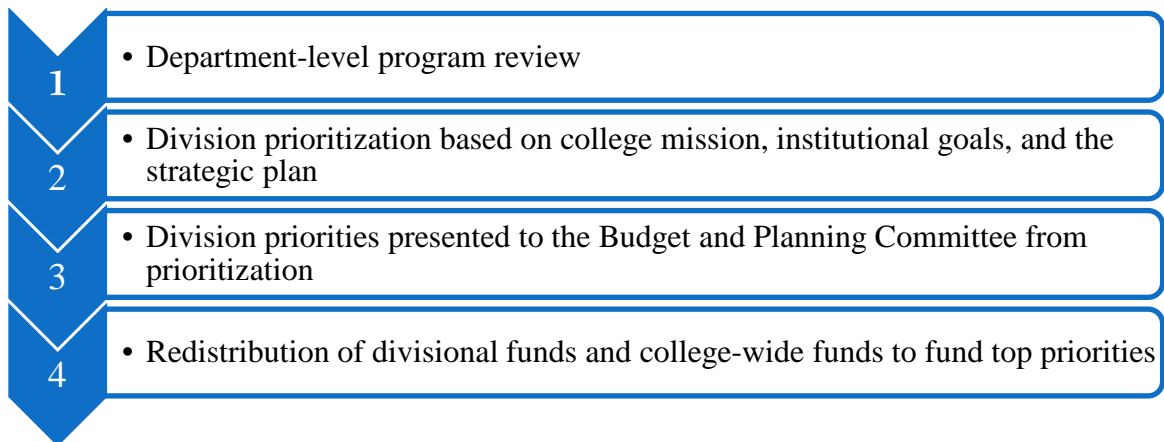 1
• Department-level program review
2
• Division prioritization based on college mission, institutional goals, and the
strategic plan
3
• Division priorities presented to the Budget and Planning Committee from
prioritization
4
• Redistribution of divisional funds and college-wide funds to fund top priorities